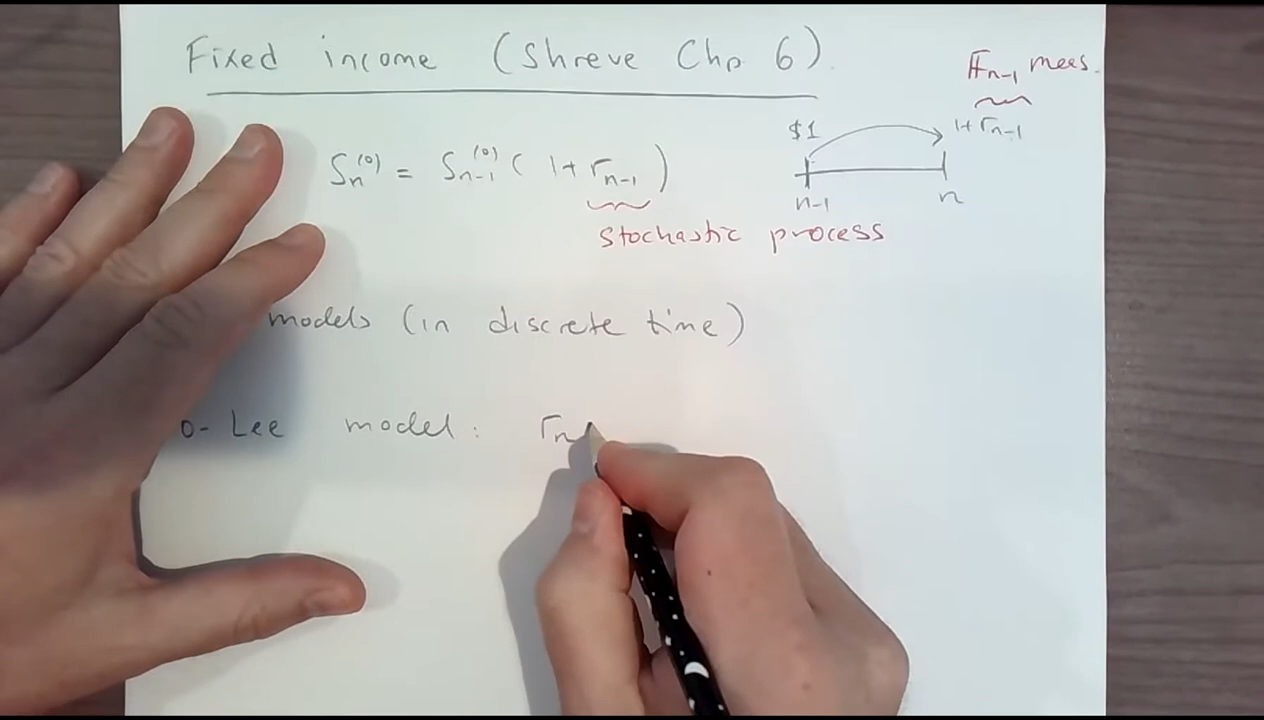 Fixed income (Shreve Chp 6).
Fn-1 meas.
Sn(0) = Sn-1(0) ( 1 + rn-1 )
$1
1 + rn-1
n-1
n
stochastic process
models (in discrete time)
o- Lee model: rn